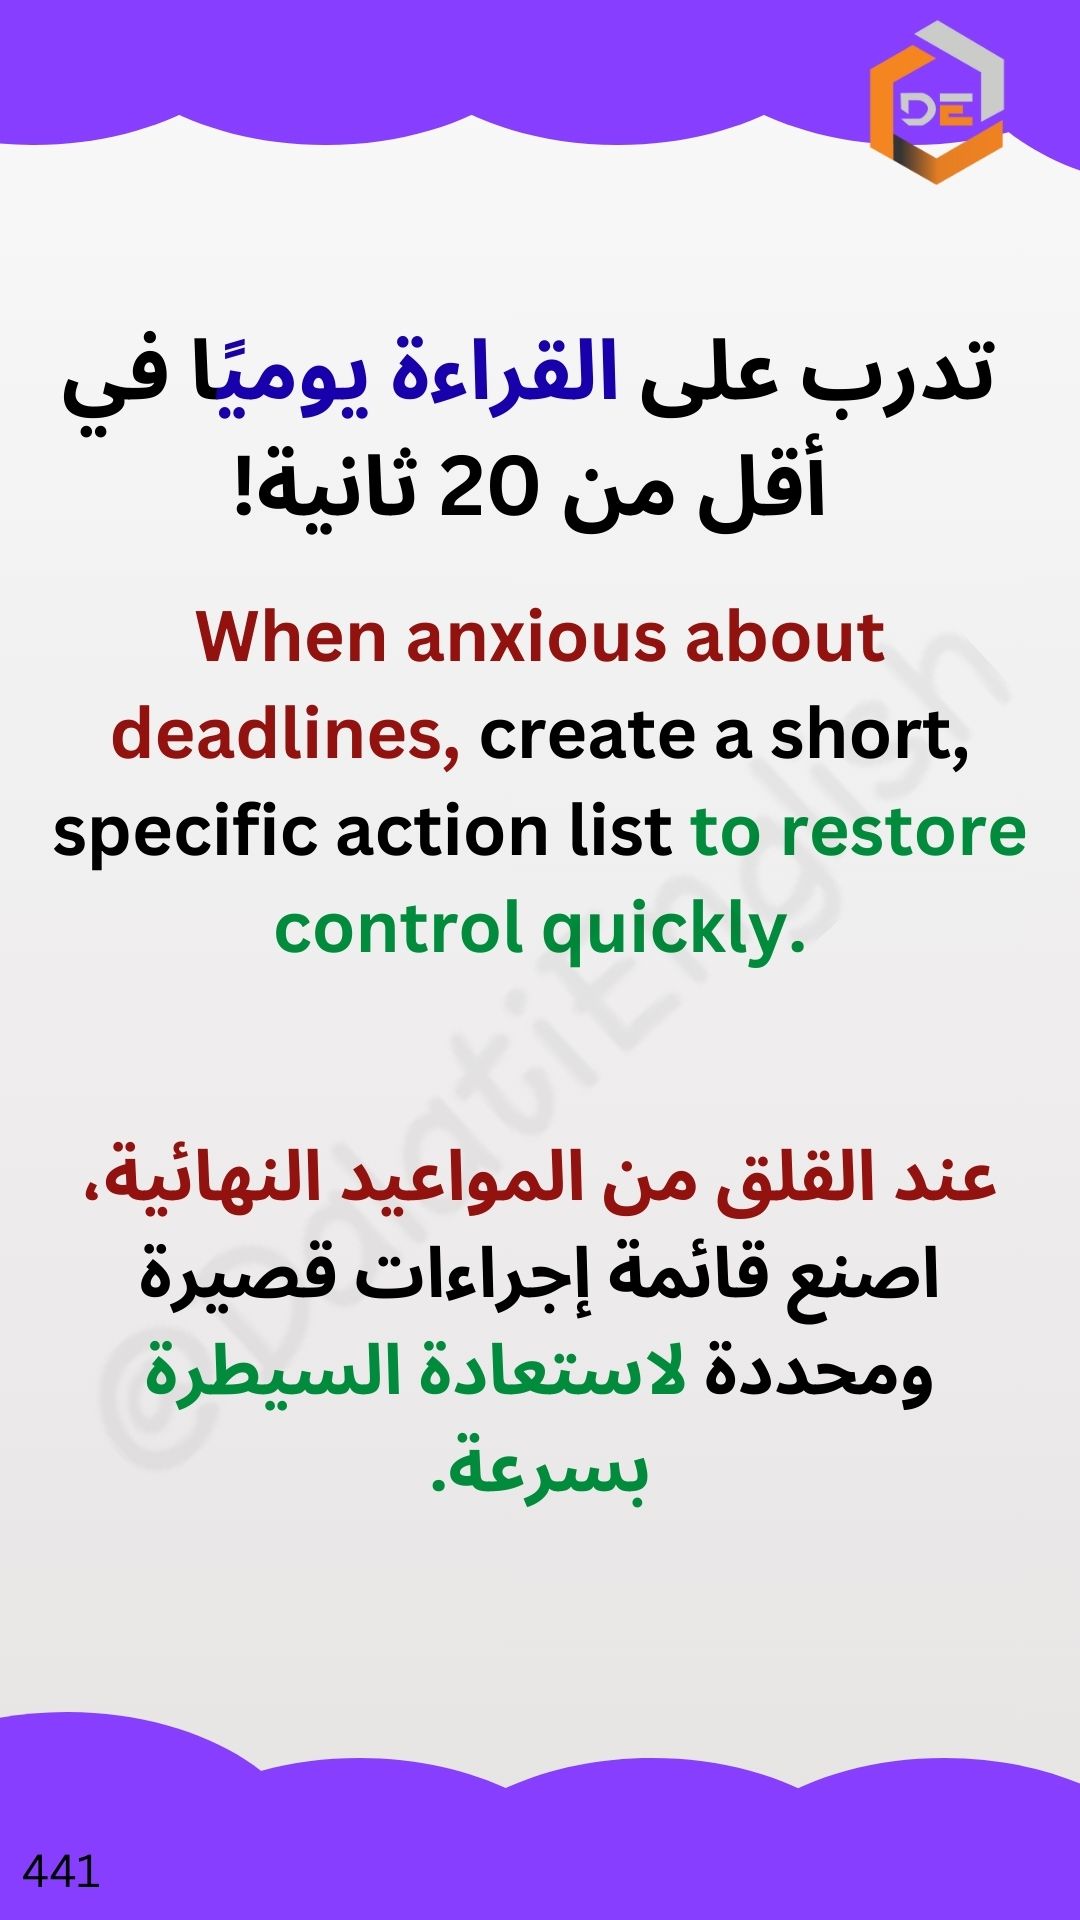 DE
تدرب على القراءة يوميًا في
أقل من 20 ثانية!
When anxious about
deadlines, create a short,
specific action list to restore
control quickly.
عند القلق من المواعيد النهائية،
اصنع قائمة إجراءات قصيرة
ومحددة لاستعادة السيطرة
بسرعة.
@DalatiEnglish
441